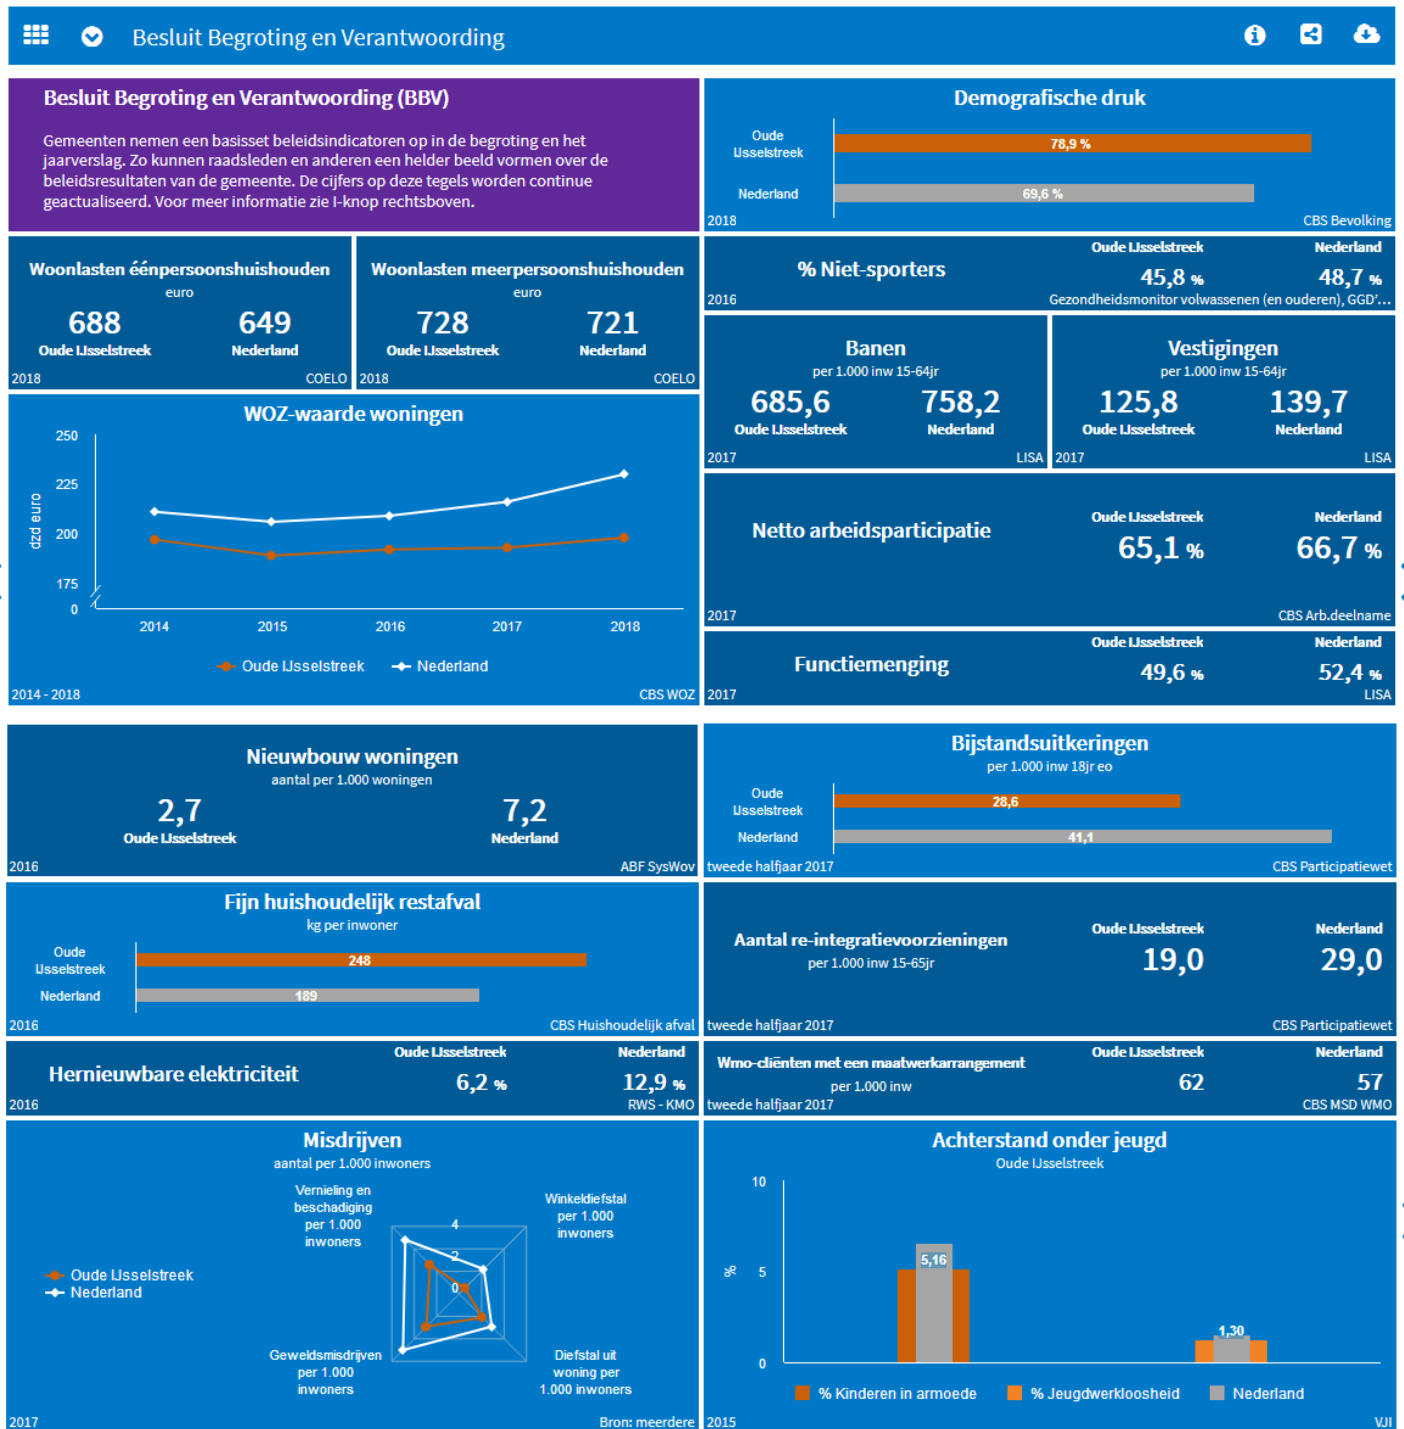 Besluit Begroting en Verantwoording
Besluit Begroting en Verantwoording (BBV)
Gemeenten nemen een basisset beleidsindicatoren op in de begroting en het
jaarverslag. Zo kunnen raadsleden en anderen een helder beeld vormen over de
beleidsresultaten van de gemeente. De cijfers op deze tegels worden continue
geactualiseerd. Voor meer informatie zie I-knop rechtsboven.
Demografische druk
Oude
IJsselstreek
78,9 %
Nederland
69,6 %
2018
CBS Bevolking
Woonlasten éénpersoonshuishouden
euro
688
649
Oude IJsselstreek
Nederland
2018
COELO
Woonlasten meerpersoonshuishouden
euro
728
721
Oude IJsselstreek
Nederland
2018
COELO
% Niet-sporters
Oude IJsselstreek
Nederland
45,8 %
48,7 %
2016
Gezondheidsmonitor volwassenen (en ouderen), GGD'...
Banen
per 1.000 inw 15-64jr
685,6
758,2
Oude IJsselstreek
Nederland
2017
LISA
Vestigingen
per 1.000 inw 15-64jr
125,8
139,7
Oude IJsselstreek
Nederland
2017
LISA
WOZ-waarde woningen
250
225
200
175
0
dzd euro
2014
2015
2016
2017
2018
Oude IJsselstreek
Nederland
2014 - 2018
CBS WOZ
Netto arbeidsparticipatie
Oude IJsselstreek
Nederland
65,1 %
66,7 %
2017
CBS Arb.deelname
Functiemenging
Oude IJsselstreek
Nederland
49,6 %
52,4 %
2017
LISA
Nieuwbouw woningen
aantal per 1.000 woningen
2,7
7,2
Oude IJsselstreek
Nederland
2016
ABF SysWov
Bijstandsuitkeringen
per 1.000 inw 18jr eo
Oude
IJsselstreek
28,6
Nederland
41,1
tweede halfjaar 2017
CBS Participatiewet
Fijn huishoudelijk restafval
kg per inwoner
Oude
IJsselstreek
248
Nederland
189
2016
CBS Huishoudelijk afval
Aantal re-integratievoorzieningen
per 1.000 inw 15-65jr
Oude IJsselstreek
Nederland
19,0
29,0
tweede halfjaar 2017
CBS Participatiewet
Hernieuwbare elektriciteit
Oude IJsselstreek
Nederland
6,2 %
12,9 %
2016
RWS - KMO
Wmo-cliënten met een maatwerkarrangement
per 1.000 inw
Oude IJsselstreek
Nederland
62
57
tweede halfjaar 2017
CBS MSD WMO
Misdrijven
aantal per 1.000 inwoners
Vernieling en
beschadiging
per 1.000
inwoners
Winkeldiefstal
per 1.000
inwoners
4
2
0
Oude IJsselstreek
Nederland
Geweldsmisdrijven
per 1.000
inwoners
Diefstal uit
woning per
1.000 inwoners
2017
Bron: meerdere
Achterstand onder jeugd
Oude IJsselstreek
10
5
0
%
5,16
1,30
% Kinderen in armoede
% Jeugdwerkloosheid
Nederland
2015
VJI